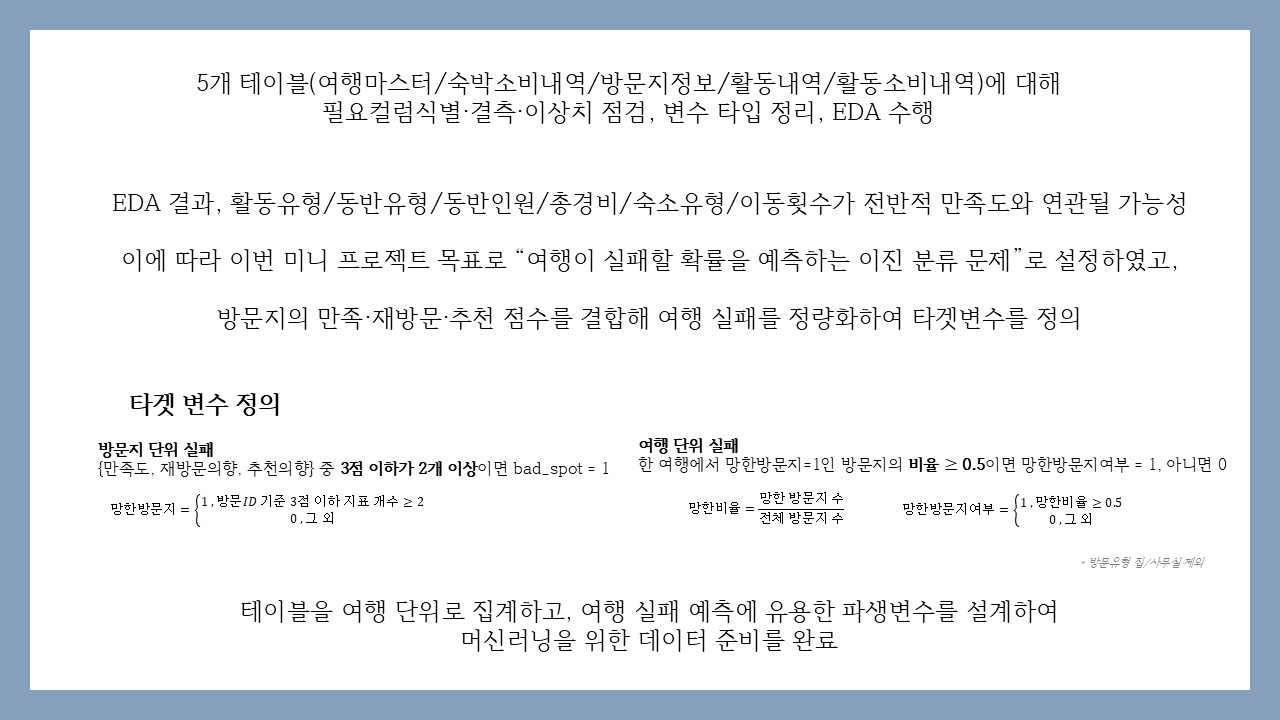 5개 테이블(여행마스터/숙박소비내역/방문지정보/활동내역/활동소비내역)에 대해
필요컬럼식별·결측·이상치 점검, 변수 타입 정리, EDA 수행
EDA 결과, 활동유형/동반유형/동반인원/총경비/숙소유형/이동횟수가 전반적 만족도와 연관될 가능성
이에 따라 이번 미니 프로젝트 목표로 “여행이 실패할 확률을 예측하는 이진 분류 문제”로 설정하였고,
방문지의 만족·재방문·추천 점수를 결합해 여행 실패를 정량화하여 타겟변수를 정의
타겟 변수 정의
방문지 단위 실패
{만족도, 재방문의향, 추천의향} 중 3점 이하가 2개 이상이면 bad_spot = 1
망한방문지 = { 1 , 방문ID 기준 3점 이하 지표 개수 ≥ 2
0 , 그 외
여행 단위 실패
한 여행에서 망한방문지=1인 방문지의 비율 ≥ 0.5이면 망한방문지여부 = 1, 아니면 0
망한비율 = 망한 방문지 수
전체 방문지 수
망한방문지여부 = { 1 , 망한비율 ≥ 0.5
0 , 그 외
* 방문유형 집/사무실 제외
테이블을 여행 단위로 집계하고, 여행 실패 예측에 유용한 파생변수를 설계하여
머신러닝을 위한 데이터 준비를 완료